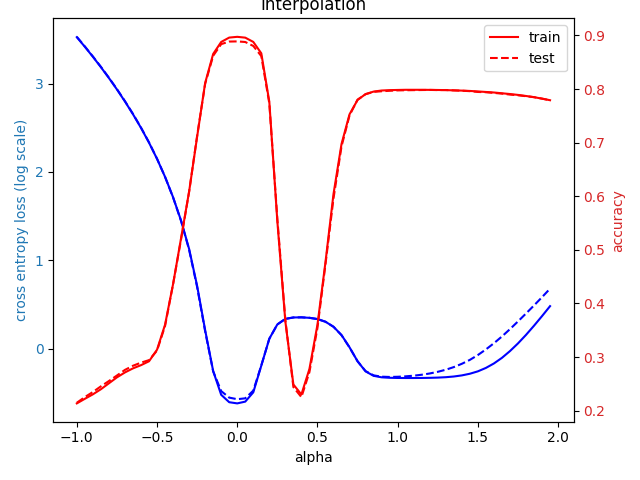 Interpolation
train
test
cross entropy loss (log scale)
3
2
1
0
0.9
0.8
0.7
0.6
0.5
0.4
0.3
0.2
accuracy
−1.0 −0.5 0.0 0.5 1.0 1.5 2.0
alpha